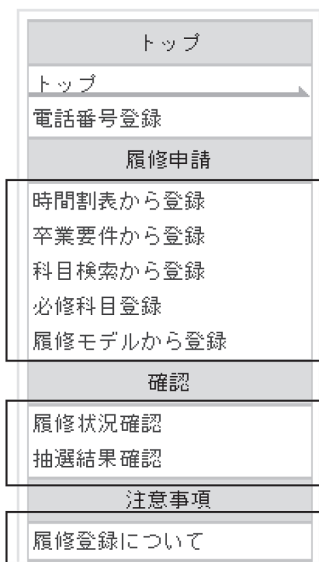 トップ
トップ
電話番号登録
履修申請
時間割表から登録
卒業要件から登録
科目検索から登録
必修科目登録
履修モデルから登録
確認
履修状況確認
抽選結果確認
注意事項
履修登録について